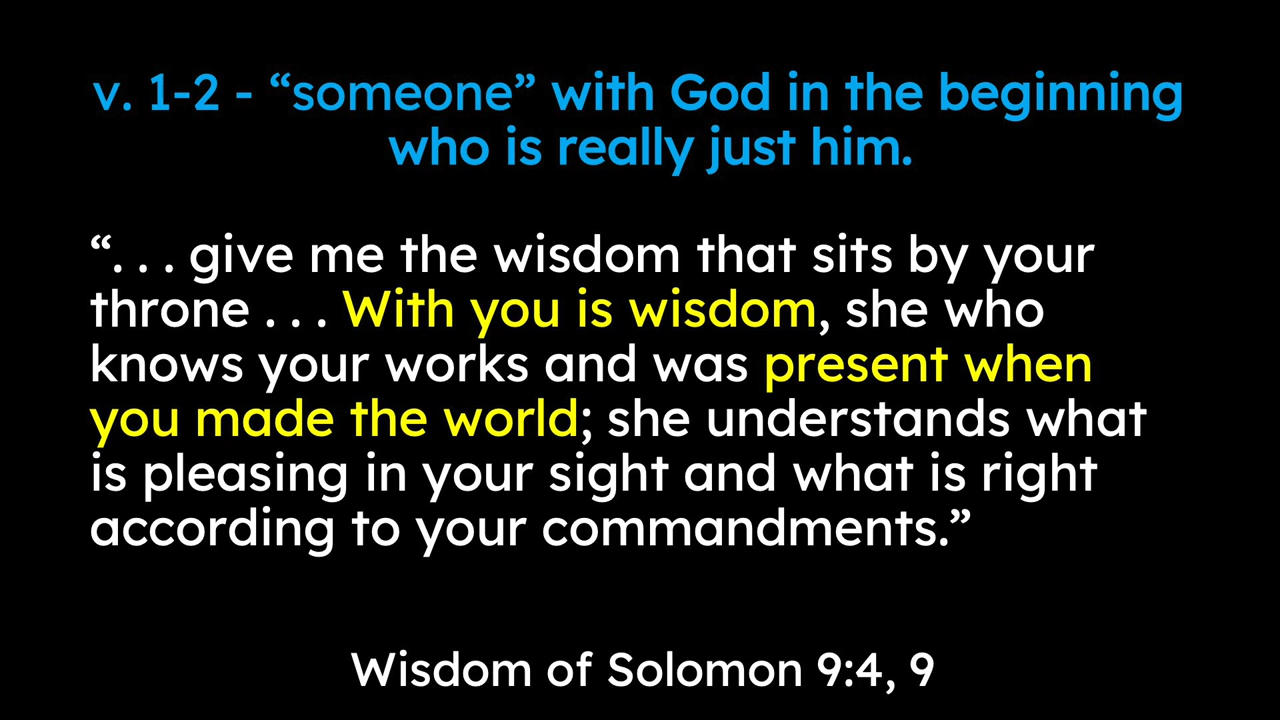 v. 1-2 - “someone” with God in the beginning
who is really just him.
“. . . give me the wisdom that sits by your
throne . . . With you is wisdom, she who
knows your works and was present when
you made the world; she understands what
is pleasing in your sight and what is right
according to your commandments.”
Wisdom of Solomon 9:4, 9